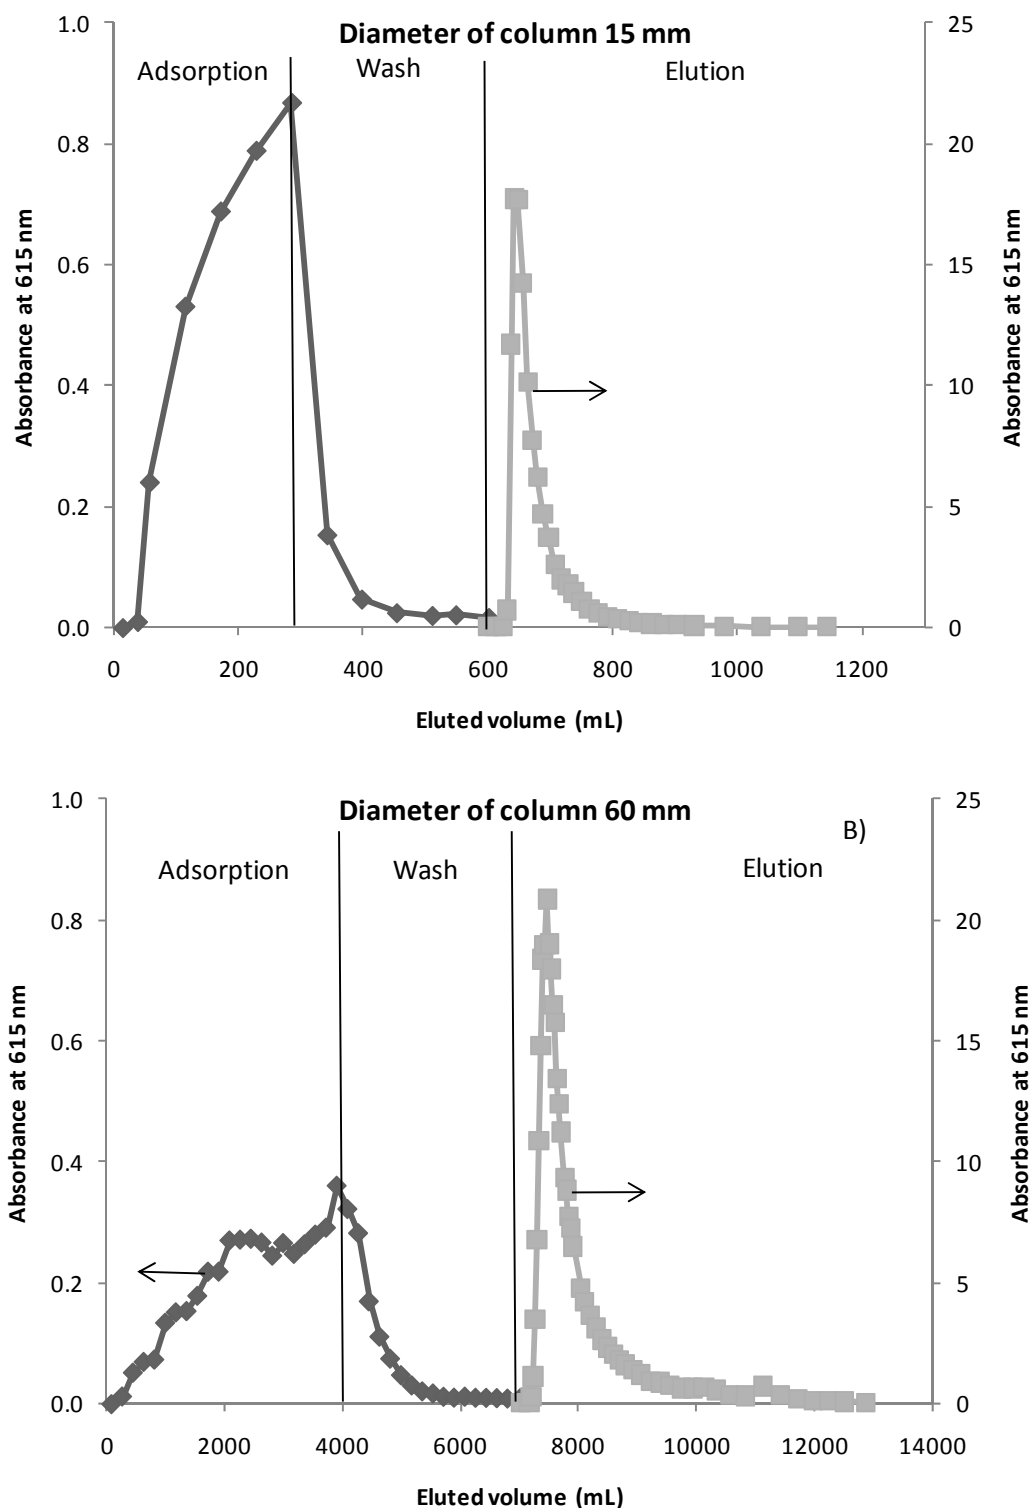 Diameter of column 15 mm
Adsorption Wash Elution
1.0
0.8
0.6
0.4
0.2
0.0
25
20
15
10
5
0
Absorbance at 615 nm
Absorbance at 615 nm
0 200 400 600 800 1000 1200
Eluted volume (mL)
Diameter of column 60 mm
B)
Adsorption Wash Elution
1.0
0.8
0.6
0.4
0.2
0.0
25
20
15
10
5
0
Absorbance at 615 nm
Absorbance at 615 nm
0 2000 4000 6000 8000 10000 12000 14000
Eluted volume (mL)